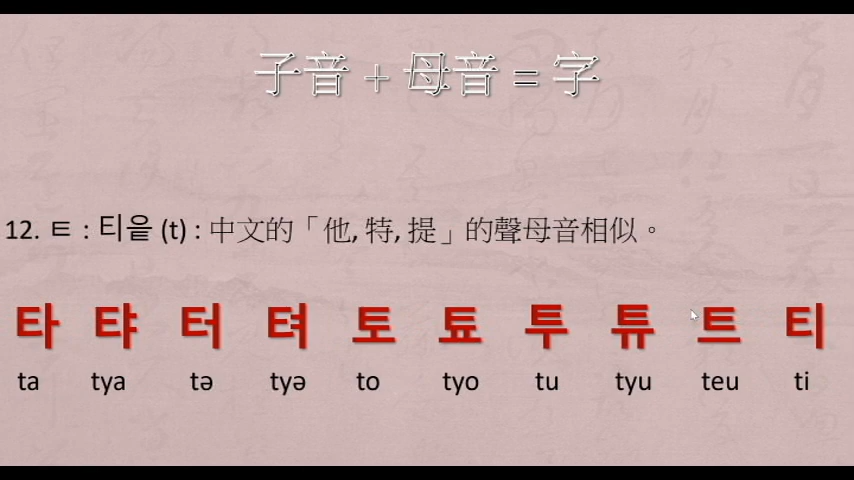 子音 + 母音 = 字
12. ㅌ : 티읕 (t) : 中文的「他, 特, 提」的聲母音相似。
타 탸 터 텨 토 툐 투 튜 트 티
ta tya tə tyə to tyo tu tyu teu ti